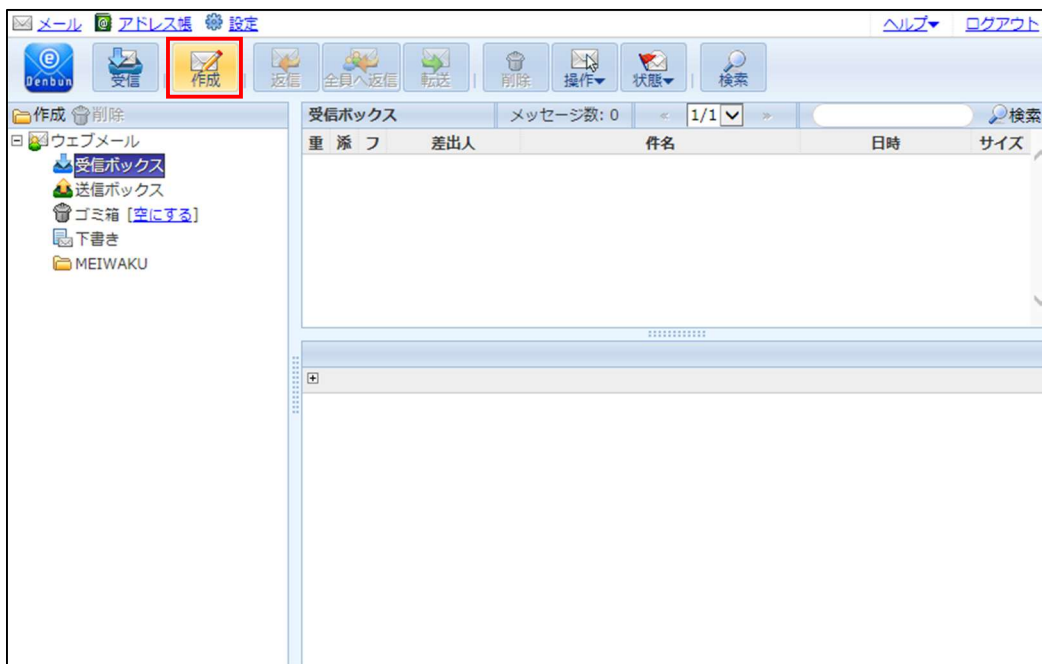 メール アドレス帳 設定 ヘルプ▼ ログアウト
e
Denbun 受信 作成 返信 全員へ返信 転送 削除 操作▼ 状態▼ 検索
作成 削除 受信ボックス メッセージ数: 0 « 1/1 » 検索
ウェブメール 重 添 フ 差出人 件名 日時 サイズ
受信ボックス
送信ボックス
ゴミ箱 [空にする]
下書き
MEIWAKU